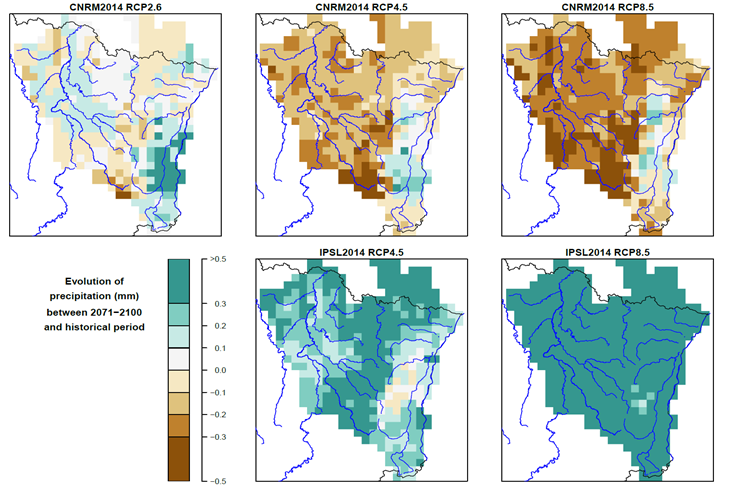 CNRM2014 RCP2.6
CNRM2014 RCP4.5
CNRM2014 RCP8.5
IPSL2014 RCP4.5
IPSL2014 RCP8.5
Evolution of
precipitation (mm)
between 2071−2100
and historical period
>0.5
0.3
0.2
0.1
0.0
−0.1
−0.2
−0.3
−0.5